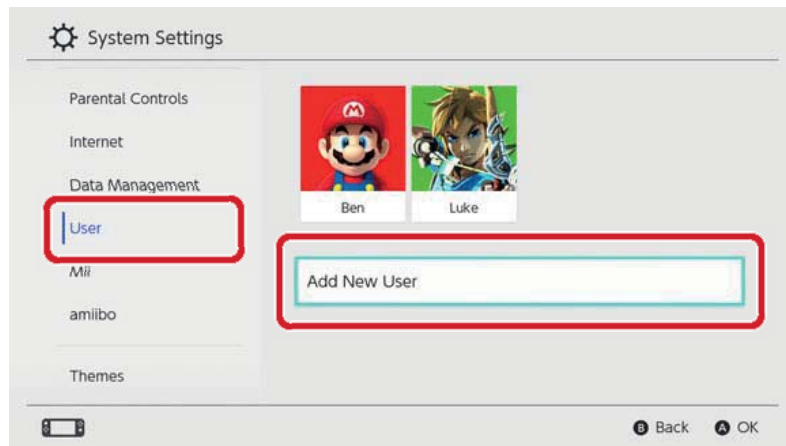 System Settings
Parental Controls
Internet
Data Management
User
Mii
amiibo
Themes
Ben
Luke
Add New User
B Back
A OK